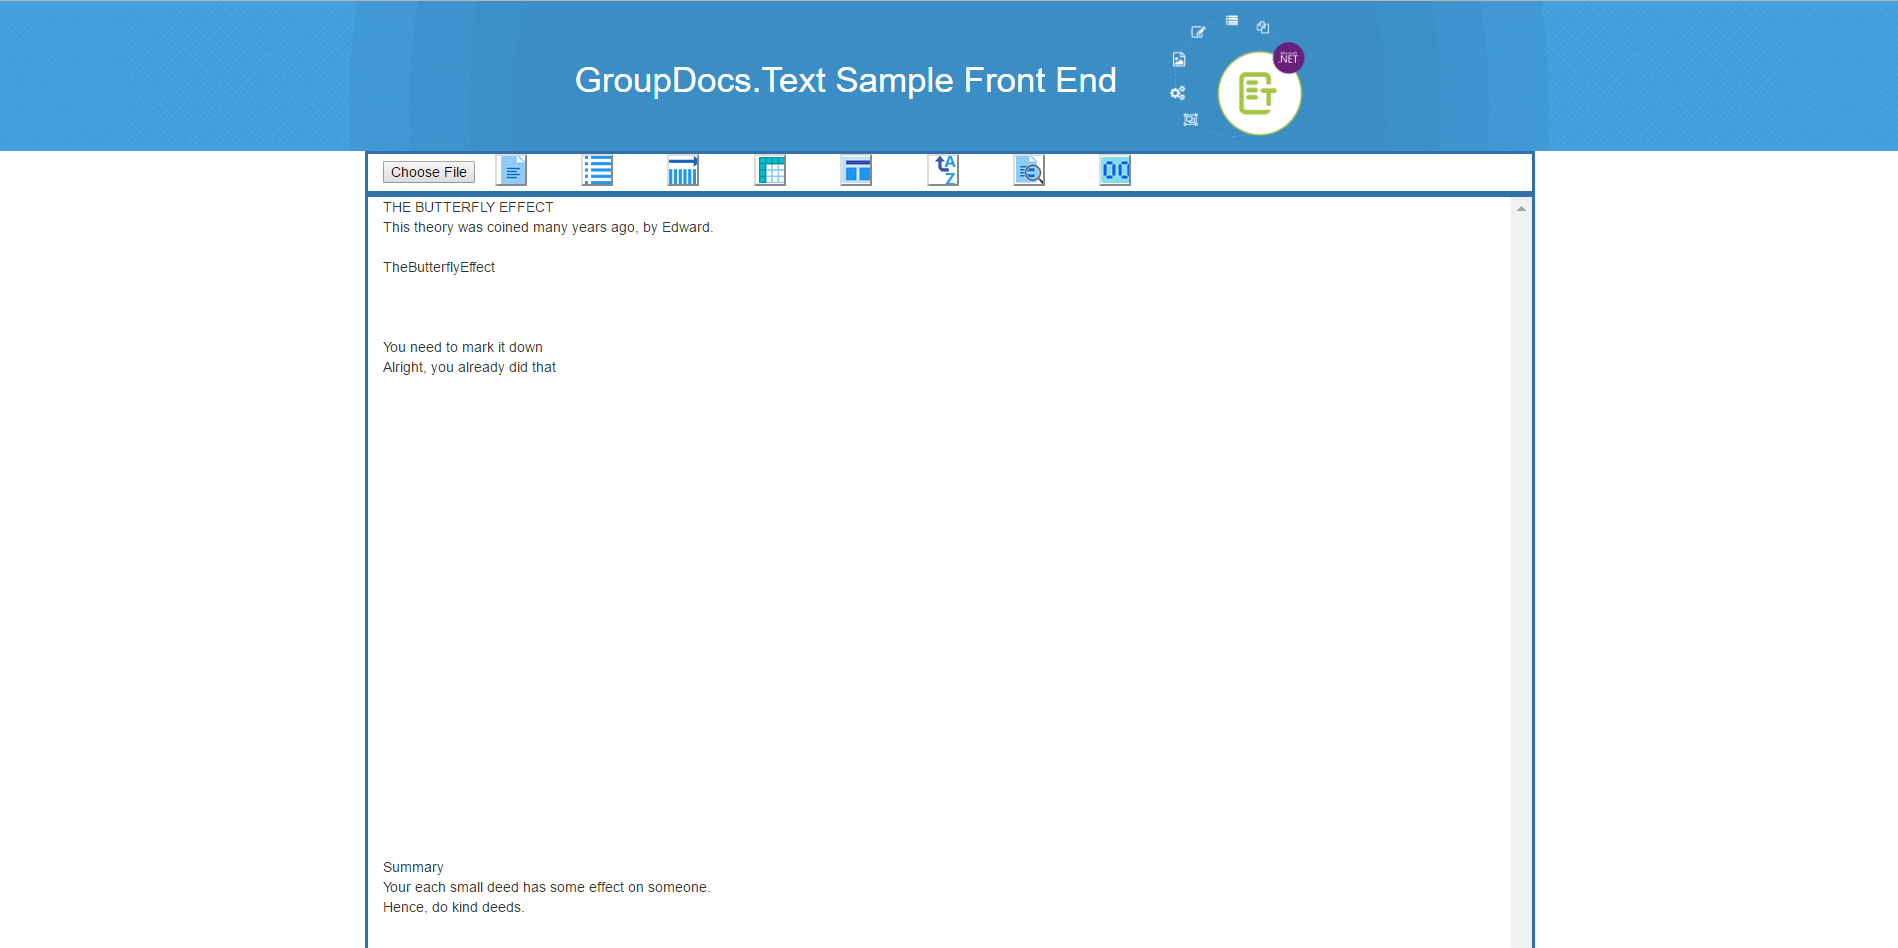 GroupDocs.Text Sample Front End
Microsoft
.NET
T
Choose File
A
Z
00
THE BUTTERFLY EFFECT
This theory was coined many years ago, by Edward.
TheButterflyEffect
You need to mark it down
Alright, you already did that
Summary
Your each small deed has some effect on someone.
Hence, do kind deeds.